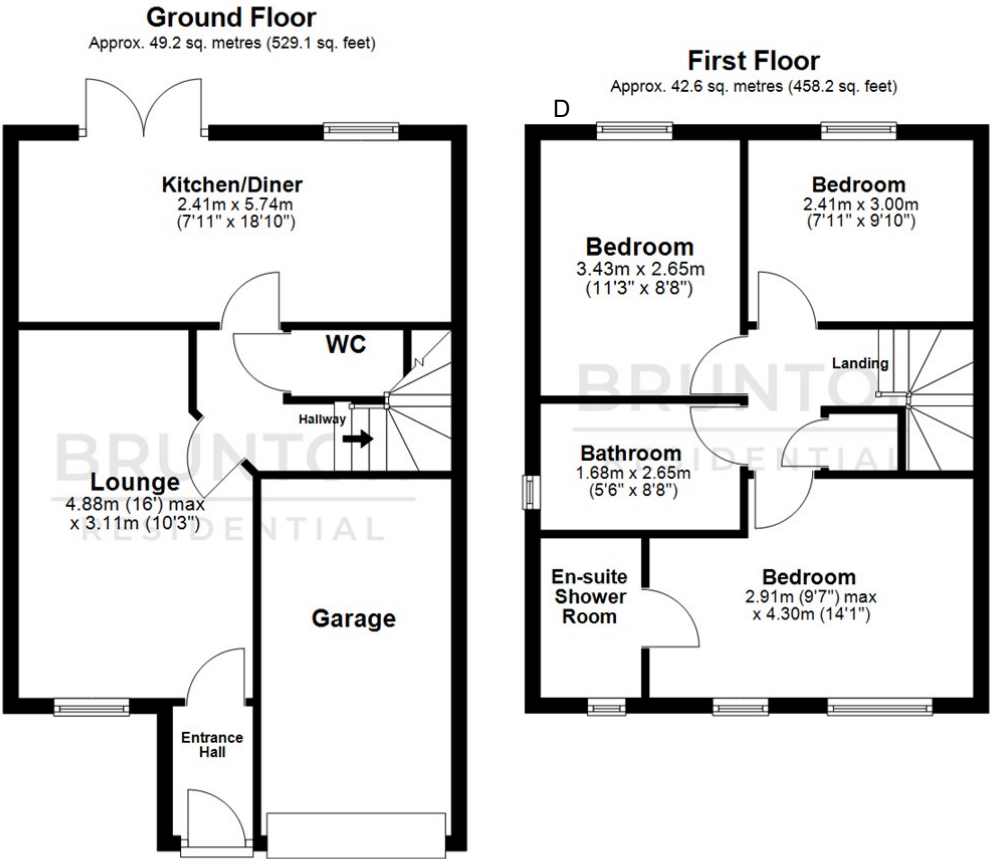 Ground Floor
Approx. 49.2 sq. metres (529.1 sq. feet)
Kitchen/Diner
2.41m x 5.74m
(7'11" x 18'10")
WC
Hallway
Lounge
4.88m (16') max
x 3.11m (10'3")
Garage
Entrance
Hall
BRUNTO
RESIDENTIAL
First Floor
Approx. 42.6 sq. metres (458.2 sq. feet)
D
Bedroom
3.43m x 2.65m
(11'3" x 8'8")
Bedroom
2.41m x 3.00m
(7'11" x 9'10")
Landing
Bathroom
1.68m x 2.65m
(5'6" x 8'8")
En-suite
Shower
Room
Bedroom
2.91m (9'7") max
x 4.30m (14'1")
BRUNTO
RESIDENTIAL